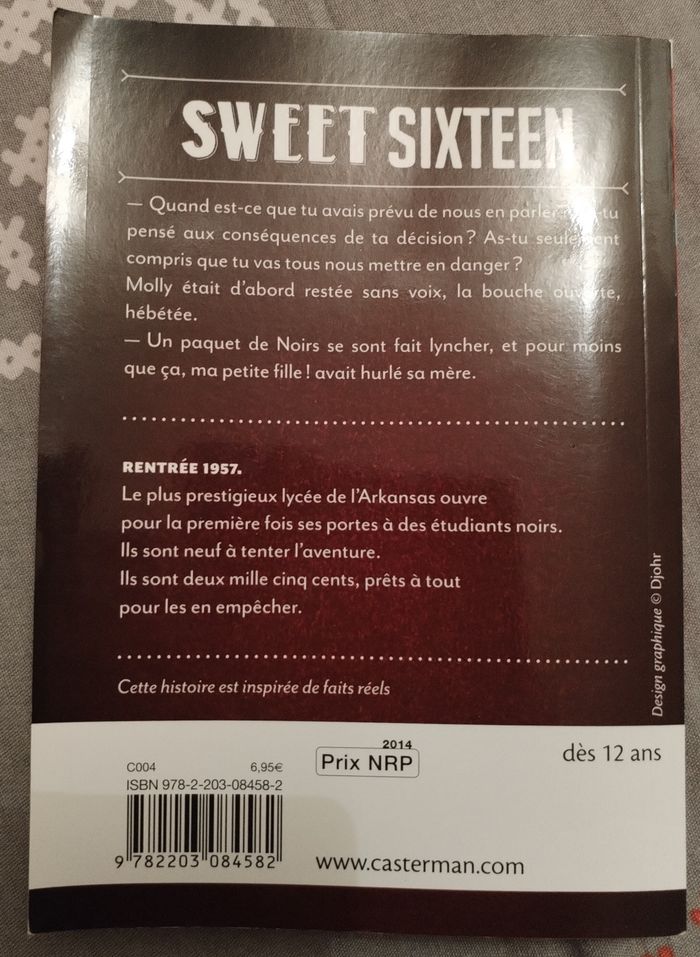 SWEET SIXTEEN
— Quand est-ce que tu avais prévu de nous en parler
pensé aux conséquences de ta décision ? As-tu seulement
compris que tu vas tous nous mettre en danger ?
Molly était d'abord restée sans voix, la bouche ouverte,
hébétée.
— Un paquet de Noirs se sont fait lyncher, et pour moins
que ça, ma petite fille ! avait hurlé sa mère.
RENTRÉE 1957.
Le plus prestigieux lycée de l'Arkansas ouvre
pour la première fois ses portes à des étudiants noirs.
Ils sont neuf à tenter l'aventure.
Ils sont deux mille cinq cents, prêts à tout
pour les en empêcher.
Cette histoire est inspirée de faits réels
Design graphique © Djohr
C004 6,95€
ISBN 978-2-203-08458-2
9 782203 084582
2014
Prix NRP
dès 12 ans
www.casterman.com